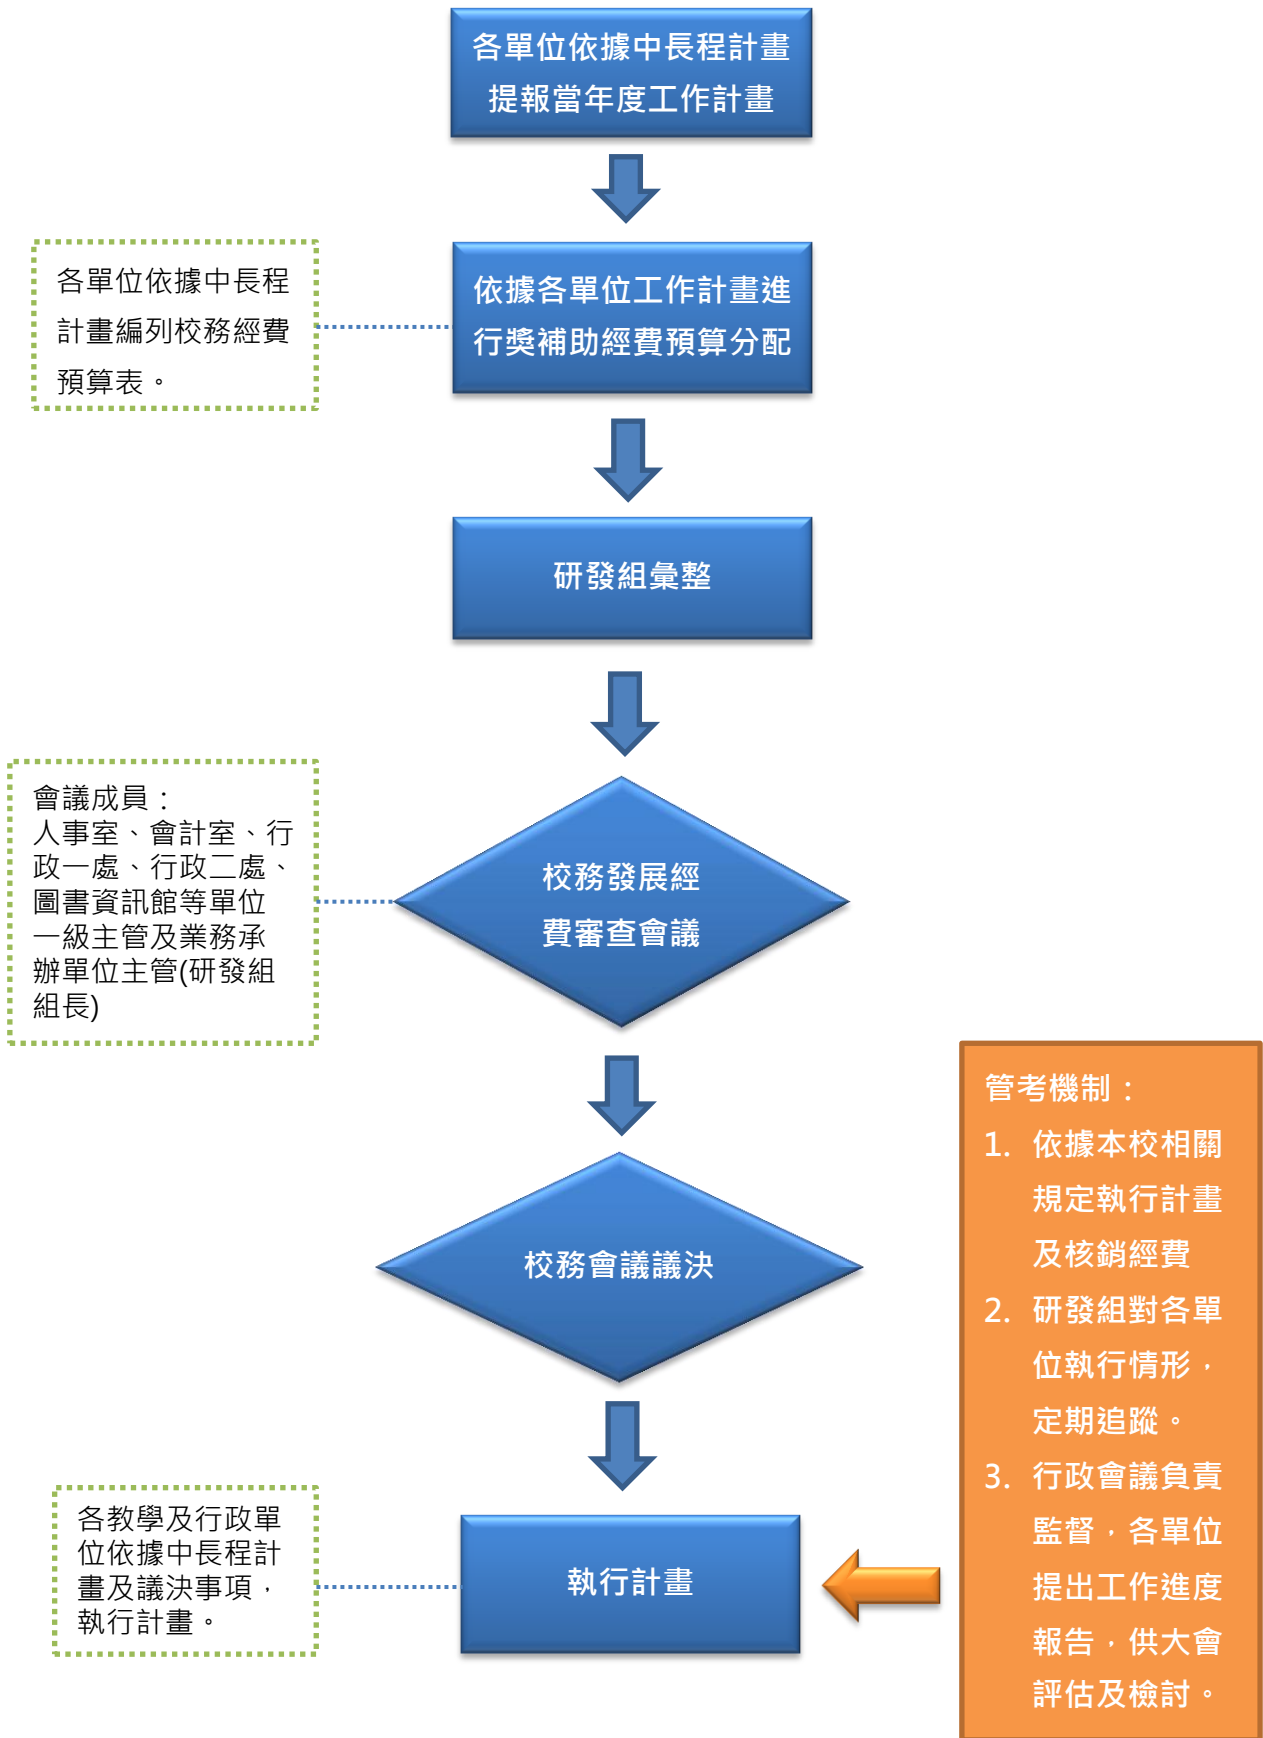 各單位依據中長程計畫
提報當年度工作計畫
各單位依據中長程
計畫編列校務經費
預算表。
依據各單位工作計畫進
行獎補助經費預算分配
研發組彙整
會議成員：
人事室、會計室、行
政一處、行政二處、
圖書資訊館等單位
一級主管及業務承
辦單位主管(研發組
組長)
校務發展經
費審查會議
校務會議議決
各教學及行政單
位依據中長程計
畫及議決事項，
執行計畫。
執行計畫
管考機制：
1. 依據本校相關
規定執行計畫
及核銷經費
2. 研發組對各單
位執行情形，
定期追蹤。
3. 行政會議負責
監督，各單位
提出工作進度
報告，供大會
評估及檢討。